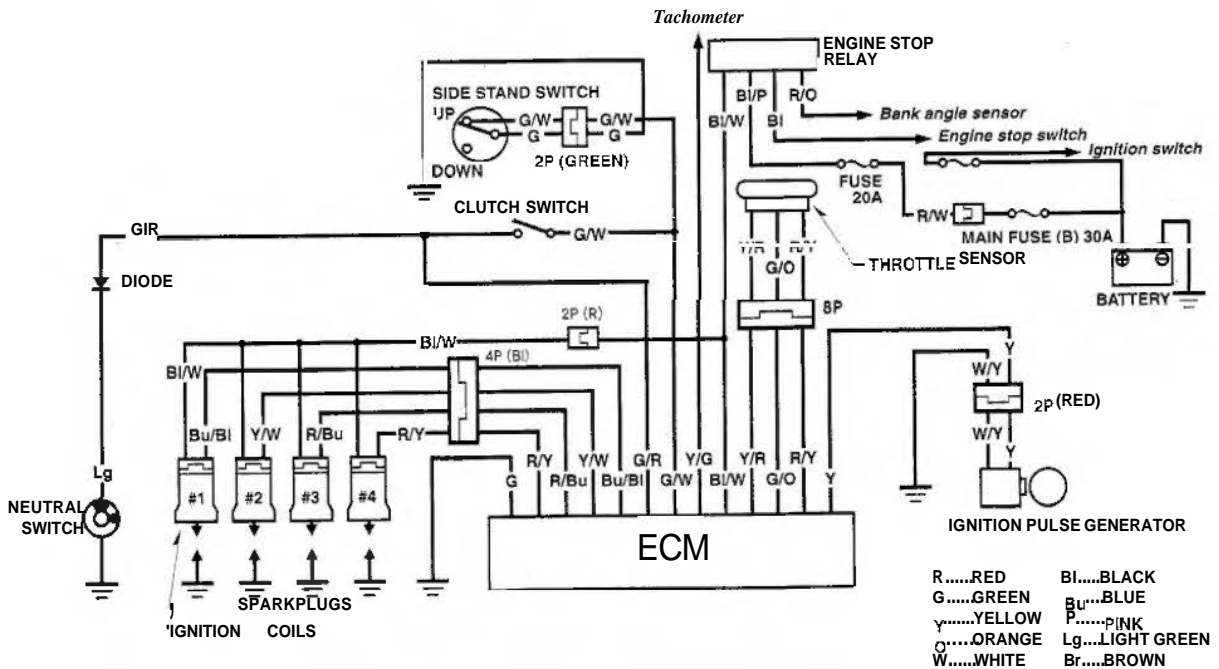 Tachometer
ENGINE STOP
RELAY
Bl/W
Bl/P
Bl
R/O
Bank angle sensor
Engine stop switch
Ignition switch
SIDE STAND SWITCH
'UP
G/W
G/W
G
G
DOWN
2P (GREEN)
FUSE
20A
R/W
MAIN FUSE (B) 30A
CLUTCH SWITCH
G/W
GIR
Y/R
R/Y
G/O
THROTTLE
SENSOR
BATTERY
DIODE
8P
2P (R)
Bl/W
4P (Bl)
Bl/W
Y
W/Y
2P (RED)
Bu/Bl
Y/W
R/Bu
R/Y
W/Y
Y
Lg
#1
#2
#3
#4
G
R/Y
R/Bu
Y/W
Bu/Bl
G/R
G/W
Y/G
Bl/W
Y/R
G/O
R/Y
Y
NEUTRAL
SWITCH
IGNITION PULSE GENERATOR
ECM
SPARKPLUGS
'IGNITION
COILS
R......RED
Bl.....BLACK
G......GREEN
Bu.....BLUE
Y.......YELLOW
P......PINK
O.....ORANGE
Lg....LIGHT GREEN
W.....WHITE
Br.....BROWN